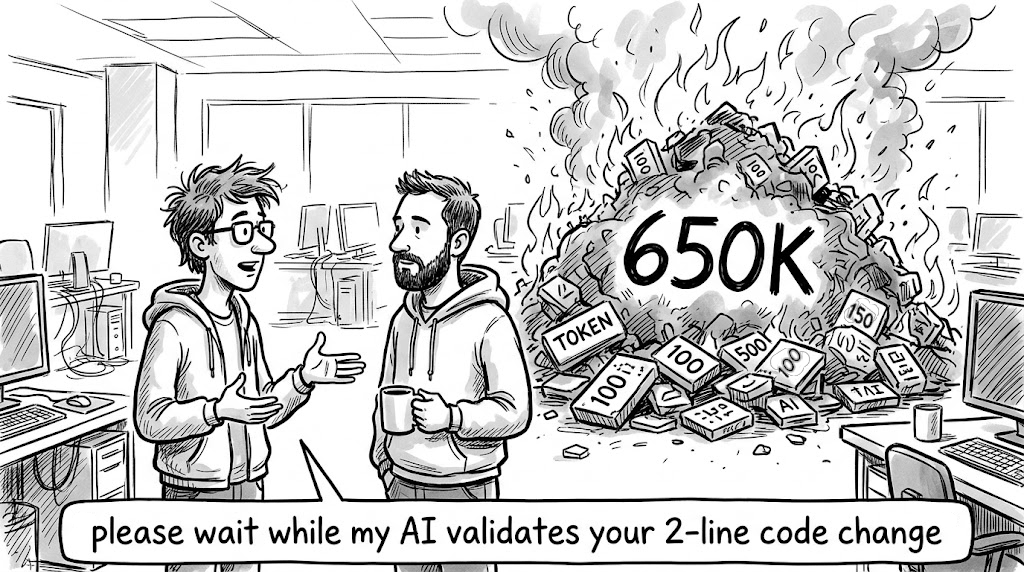 650K
TOKEN
100
100
500
100
150
AI
please wait while my AI validates your 2-line code change